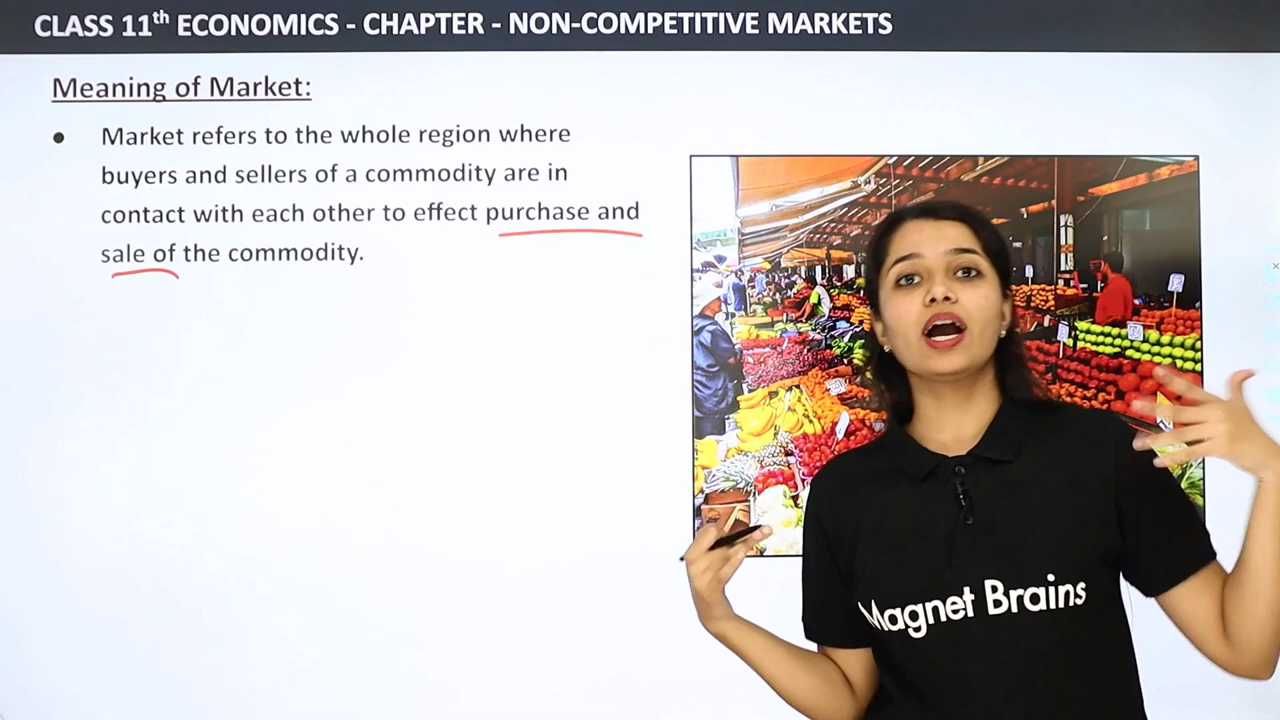 CLASS 11th ECONOMICS - CHAPTER - NON-COMPETITIVE MARKETS
Meaning of Market:
• Market refers to the whole region where
buyers and sellers of a commodity are in
contact with each other to effect purchase and
sale of the commodity.
Magnet Brains